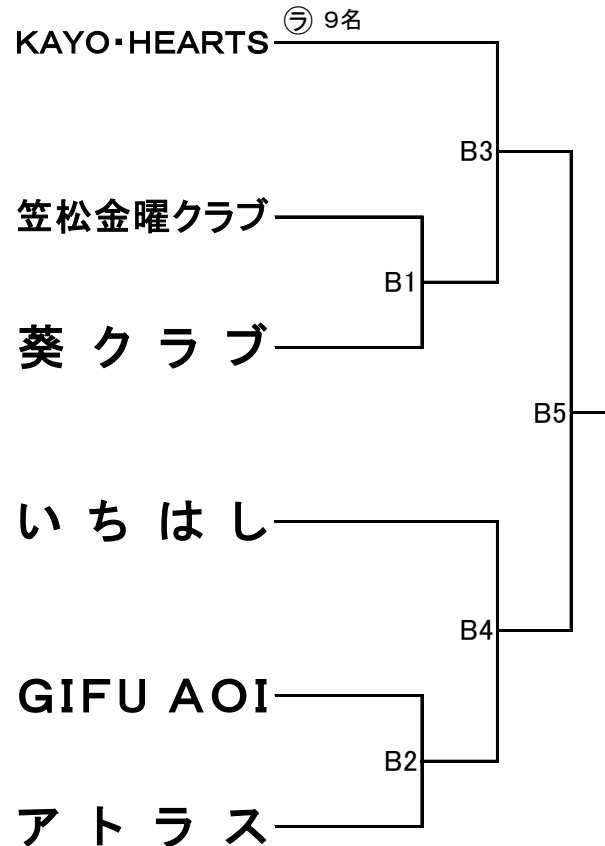 ㋶ 9名
KAYO・HEARTS
B3
笠松金曜クラブ
B1
葵クラブ
B5
いちはし
B4
GIFU AOI
B2
アトラス